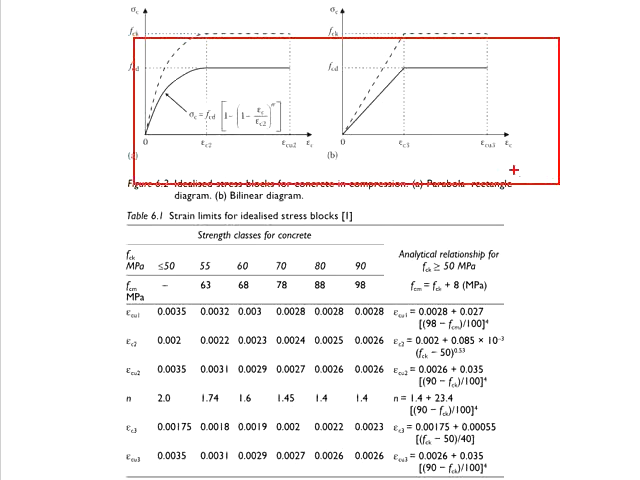 σc
fck
fcd
σc = fcd [1− (1− εc/εc2)^n]
0
εc2
εcu2
εc
(a)
σc
fck
fcd
0
εc3
εcu3
εc
(b)
Figure 6.2 Idealised stress blocks for concrete in compression. (a) Parabola–rectangle
diagram. (b) Bilinear diagram.
Table 6.1 Strain limits for idealised stress blocks [1]
Strength classes for concrete
fck MPa ≤50 55 60 70 80 90 Analytical relationship for fck ≥ 50 MPa
fcm MPa – 63 68 78 88 98 fcm = fck + 8 (MPa)
εcu1 0.0035 0.0032 0.003 0.0028 0.0028 0.0028 εcu1 = 0.0028 + 0.027
[(98 − fcm)/100]⁴
εc2 0.002 0.0022 0.0023 0.0024 0.0025 0.0026 εc2 = 0.002 + 0.085 × 10⁻³
(fck − 50)⁰·⁵³
εcu2 0.0035 0.0031 0.0029 0.0027 0.0026 0.0026 εcu2 = 0.0026 + 0.035
[(90 − fck)/100]⁴
n 2.0 1.74 1.6 1.45 1.4 1.4 n = 1.4 + 23.4
[(90 − fck)/100]⁴
εc3 0.00175 0.0018 0.0019 0.002 0.0022 0.0023 εc3 = 0.00175 + 0.00055
[(fck − 50)/40]
εcu3 0.0035 0.0031 0.0029 0.0027 0.0026 0.0026 εcu3 = 0.0026 + 0.035
[(90 − fck)/100]⁴